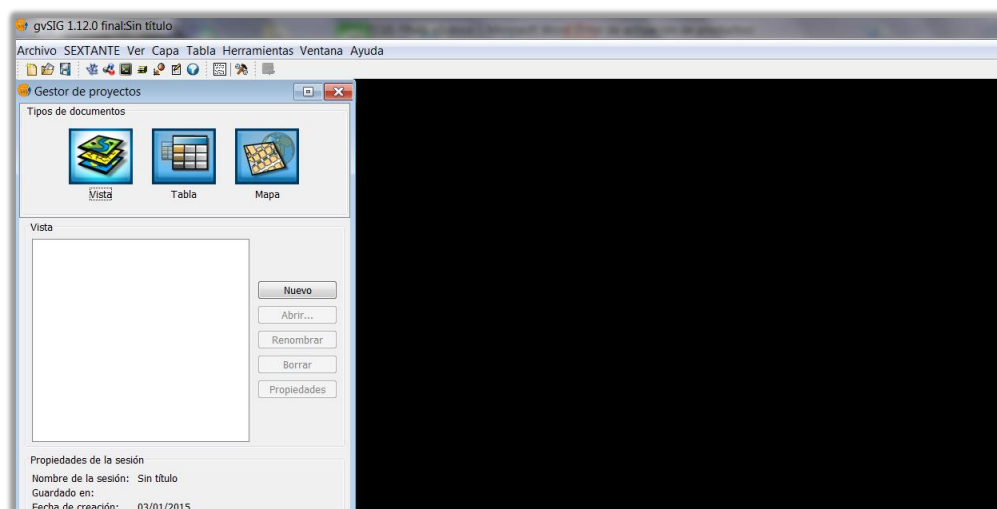 gvSIG 1.12.0 final:Sin título
Archivo SEXTANTE Ver Capa Tabla Herramientas Ventana Ayuda
Gestor de proyectos
Tipos de documentos
Vista Tabla Mapa
Vista
Nuevo
Abrir...
Renombrar
Borrar
Propiedades
Propiedades de la sesión
Nombre de la sesión: Sin título
Guardado en:
Fecha de creación: 03/01/2015